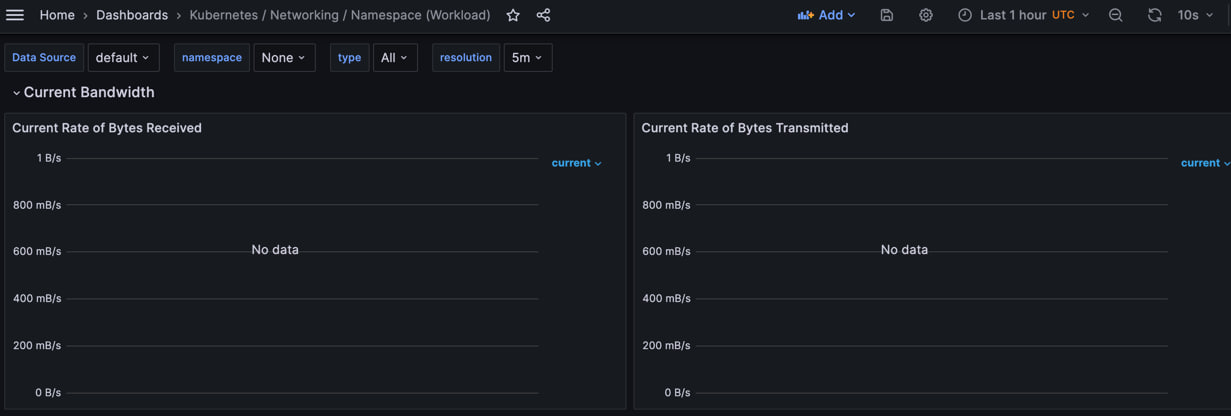 Home > Dashboards > Kubernetes / Networking / Namespace (Workload) Add Last 1 hour UTC 10s
Data Source default namespace None type All resolution 5m
Current Bandwidth
Current Rate of Bytes Received
1 B/s
800 mB/s
600 mB/s
400 mB/s
200 mB/s
0 B/s
No data
current
Current Rate of Bytes Transmitted
1 B/s
800 mB/s
600 mB/s
400 mB/s
200 mB/s
0 B/s
No data
current